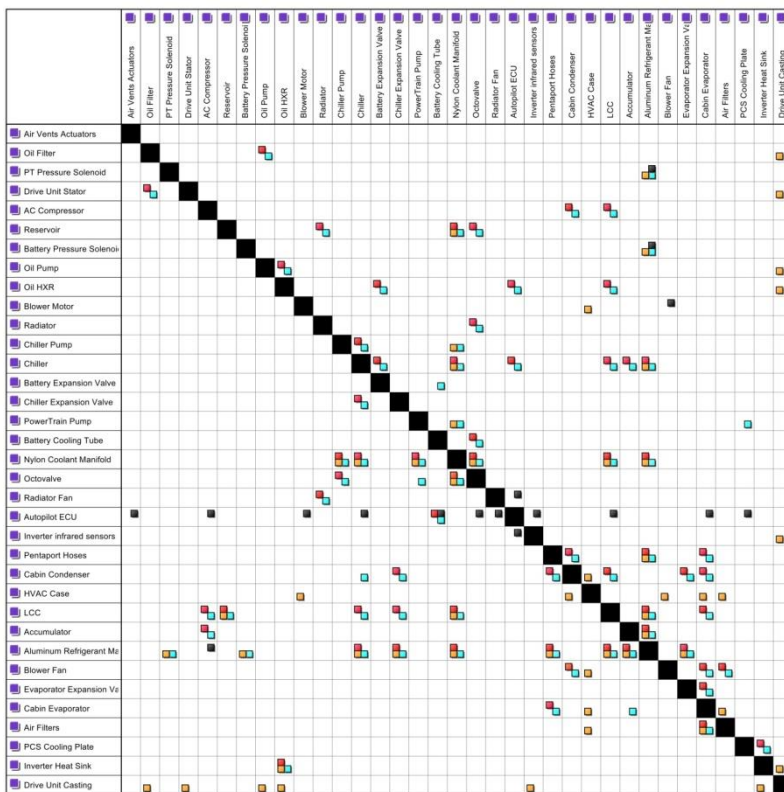 Air Vents Actuators
Oil Filter
PT Pressure Solenoid
Drive Unit Stator
AC Compressor
Reservoir
Battery Pressure Solenoi
Oil Pump
Oil HXR
Blower Motor
Radiator
Chiller Pump
Chiller
Battery Expansion Valve
Chiller Expansion Valve
PowerTrain Pump
Battery Cooling Tube
Nylon Coolant Manifold
Octovalve
Radiator Fan
Autopilot ECU
Inverter infrared sensors
Pentaport Hoses
Cabin Condenser
HVAC Case
LCC
Accumulator
Aluminum Refrigerant Ma
Blower Fan
Evaporator Expansion Va
Cabin Evaporator
Air Filters
PCS Cooling Plate
Inverter Heat Sink
Drive Unit Casting
Air Vents Actuators
Oil Filter
PT Pressure Solenoid
Drive Unit Stator
AC Compressor
Reservoir
Battery Pressure Solenoi
Oil Pump
Oil HXR
Blower Motor
Radiator
Chiller Pump
Chiller
Battery Expansion Valve
Chiller Expansion Valve
PowerTrain Pump
Battery Cooling Tube
Nylon Coolant Manifold
Octovalve
Radiator Fan
Autopilot ECU
Inverter infrared sensors
Pentaport Hoses
Cabin Condenser
HVAC Case
LCC
Accumulator
Aluminum Refrigerant Ma
Blower Fan
Evaporator Expansion Va
Cabin Evaporator
Air Filters
PCS Cooling Plate
Inverter Heat Sink
Drive Unit Casting